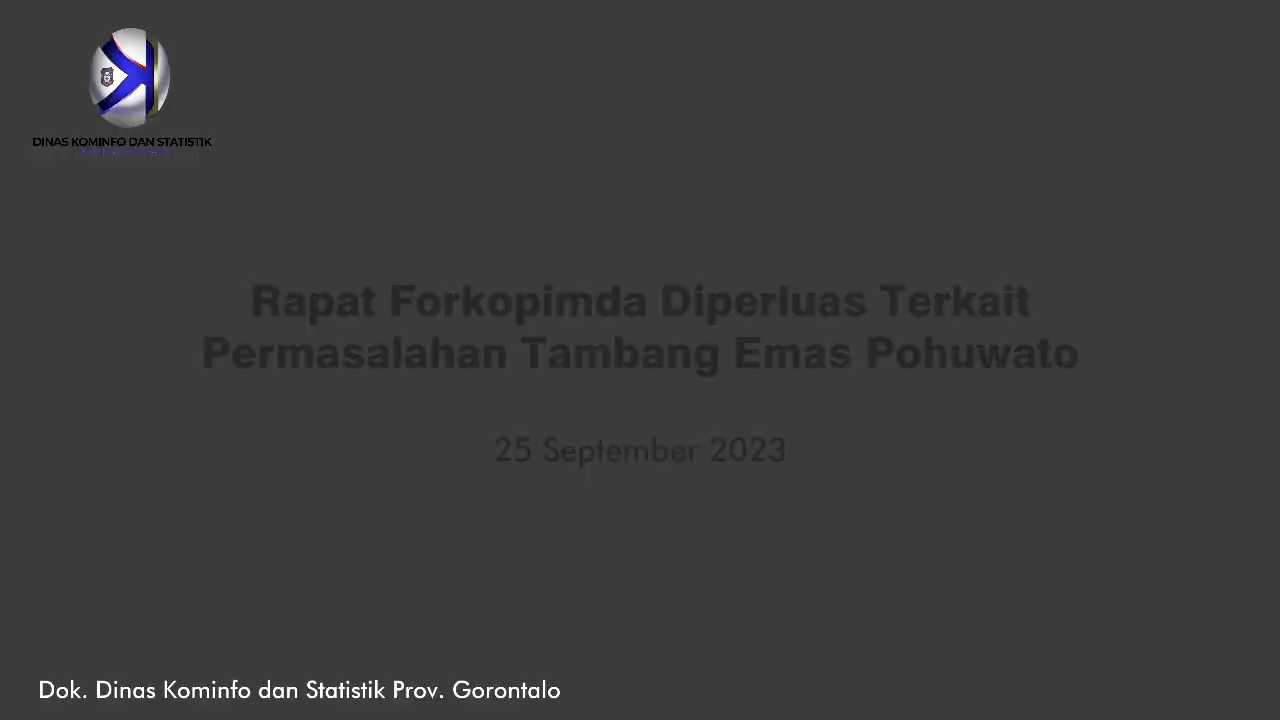 DINAS KOMINFO DAN STATISTIK
Rapat Forkopimda Diperluas Terkait
Permasalahan Tambang Emas Pohuwato
25 September 2023
Dok. Dinas Kominfo dan Statistik Prov. Gorontalo